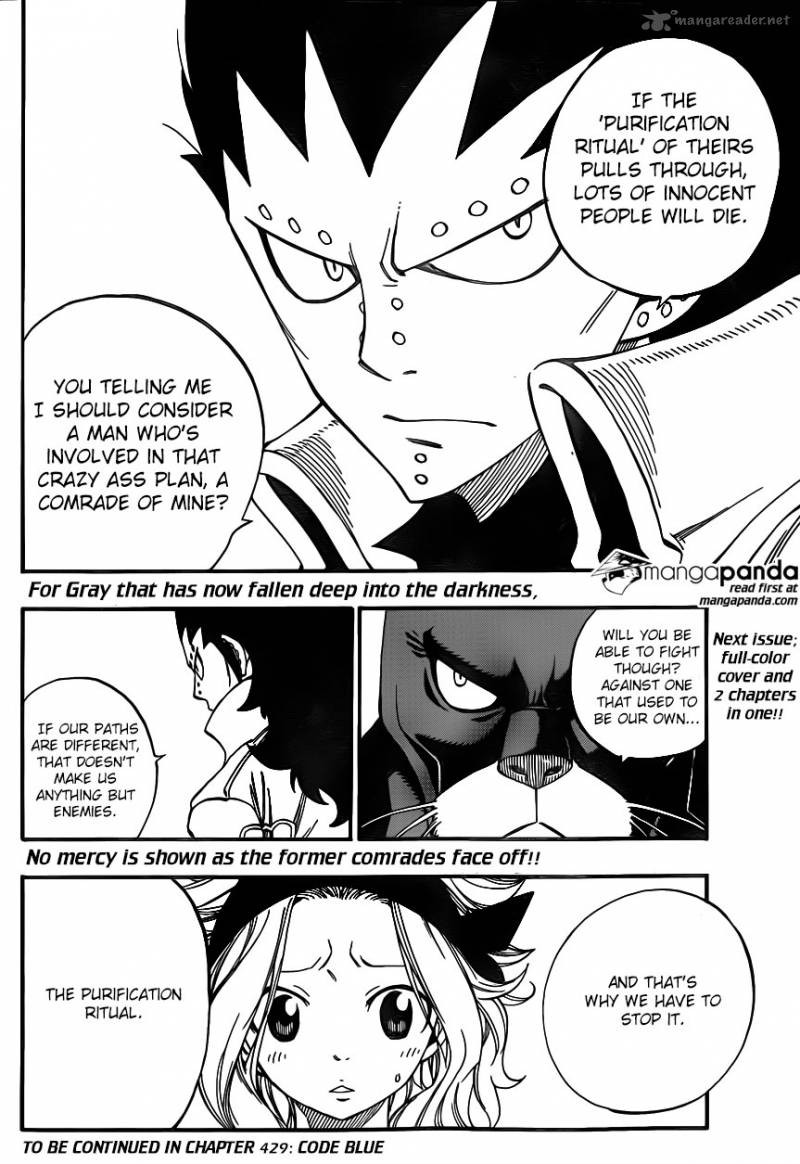 mangareader.net
IF THE
'PURIFICATION
RITUAL' OF THEIRS
PULLS THROUGH,
LOTS OF INNOCENT
PEOPLE WILL DIE.
YOU TELLING ME
I SHOULD CONSIDER
A MAN WHO'S
INVOLVED IN THAT
CRAZY ASS PLAN, A
COMRADE OF MINE?
For Gray that has now fallen deep into the darkness,
mangapanda
read first at
mangapanda.com
WILL YOU BE
ABLE TO FIGHT
THOUGH?
AGAINST ONE
THAT USED TO
BE OUR OWN...
Next issue;
full-color
cover and
2 chapters
in one!!
IF OUR PATHS
ARE DIFFERENT,
THAT DOESN'T
MAKE US
ANYTHING BUT
ENEMIES.
No mercy is shown as the former comrades face off!!
AND THAT'S
WHY WE HAVE TO
STOP IT.
THE PURIFICATION
RITUAL.
TO BE CONTINUED IN CHAPTER 429: CODE BLUE